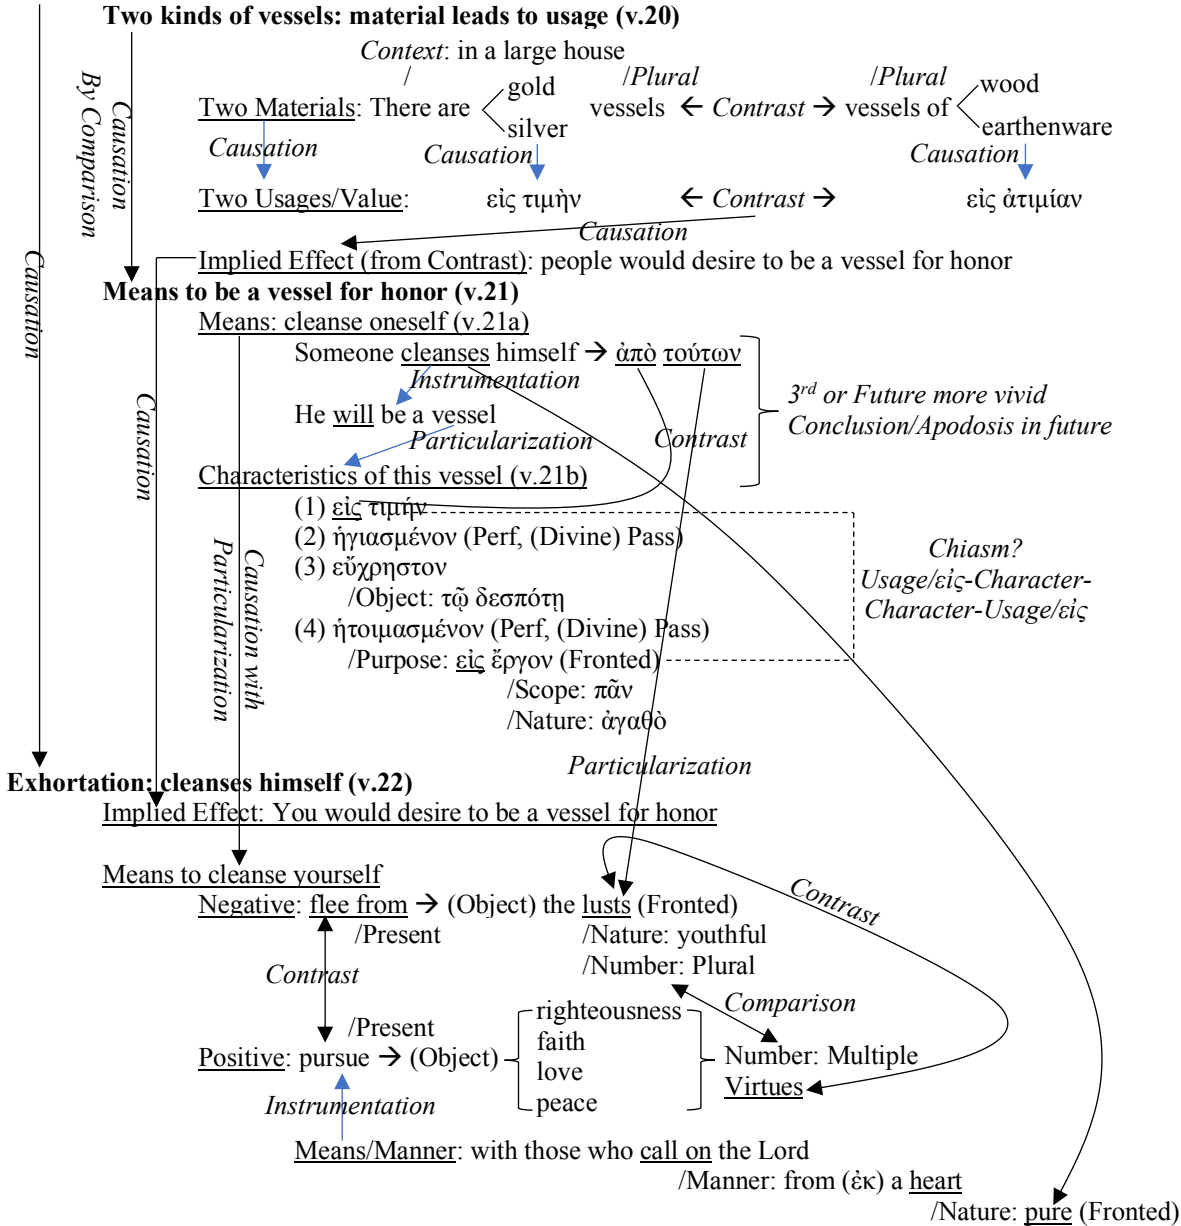 Two kinds of vessels: material leads to usage (v.20)
Context: in a large house
/
gold /Plural /Plural wood
Two Materials: There are vessels ← Contrast → vessels of
silver earthenware
Causation Causation Causation
Two Usages/Value: εἰς τιμὴν ← Contrast → εἰς ἀτιμίαν
Causation
By Comparison
Causation
Implied Effect (from Contrast): people would desire to be a vessel for honor
Causation
Means to be a vessel for honor (v.21)
Means: cleanse oneself (v.21a)
Someone cleanses himself → ἀπὸ τούτων
Instrumentation
3rd or Future more vivid
Conclusion/Apodosis in future
He will be a vessel
Particularization
Contrast
Causation
Characteristics of this vessel (v.21b)
(1) εἰς τιμήν
(2) ἡγιασμένον (Perf, (Divine) Pass)
(3) εὔχρηστον
/Object: τῷ δεσπότῃ
(4) ἡτοιμασμένον (Perf, (Divine) Pass)
/Purpose: εἰς ἔργον (Fronted)
/Scope: πᾶν
/Nature: ἀγαθὸ
Chiasm?
Usage/εἰς-Character-
Character-Usage/εἰς
Causation with
Particularization
Particularization
Exhortation: cleanses himself (v.22)
Implied Effect: You would desire to be a vessel for honor
Means to cleanse yourself
Negative: flee from → (Object) the lusts (Fronted)
/Present /Nature: youthful
/Number: Plural
Contrast
Contrast
Comparison
/Present
righteousness
faith
love
peace
Positive: pursue → (Object)
Number: Multiple
Virtues
Instrumentation
Means/Manner: with those who call on the Lord
/Manner: from (ἐκ) a heart
/Nature: pure (Fronted)